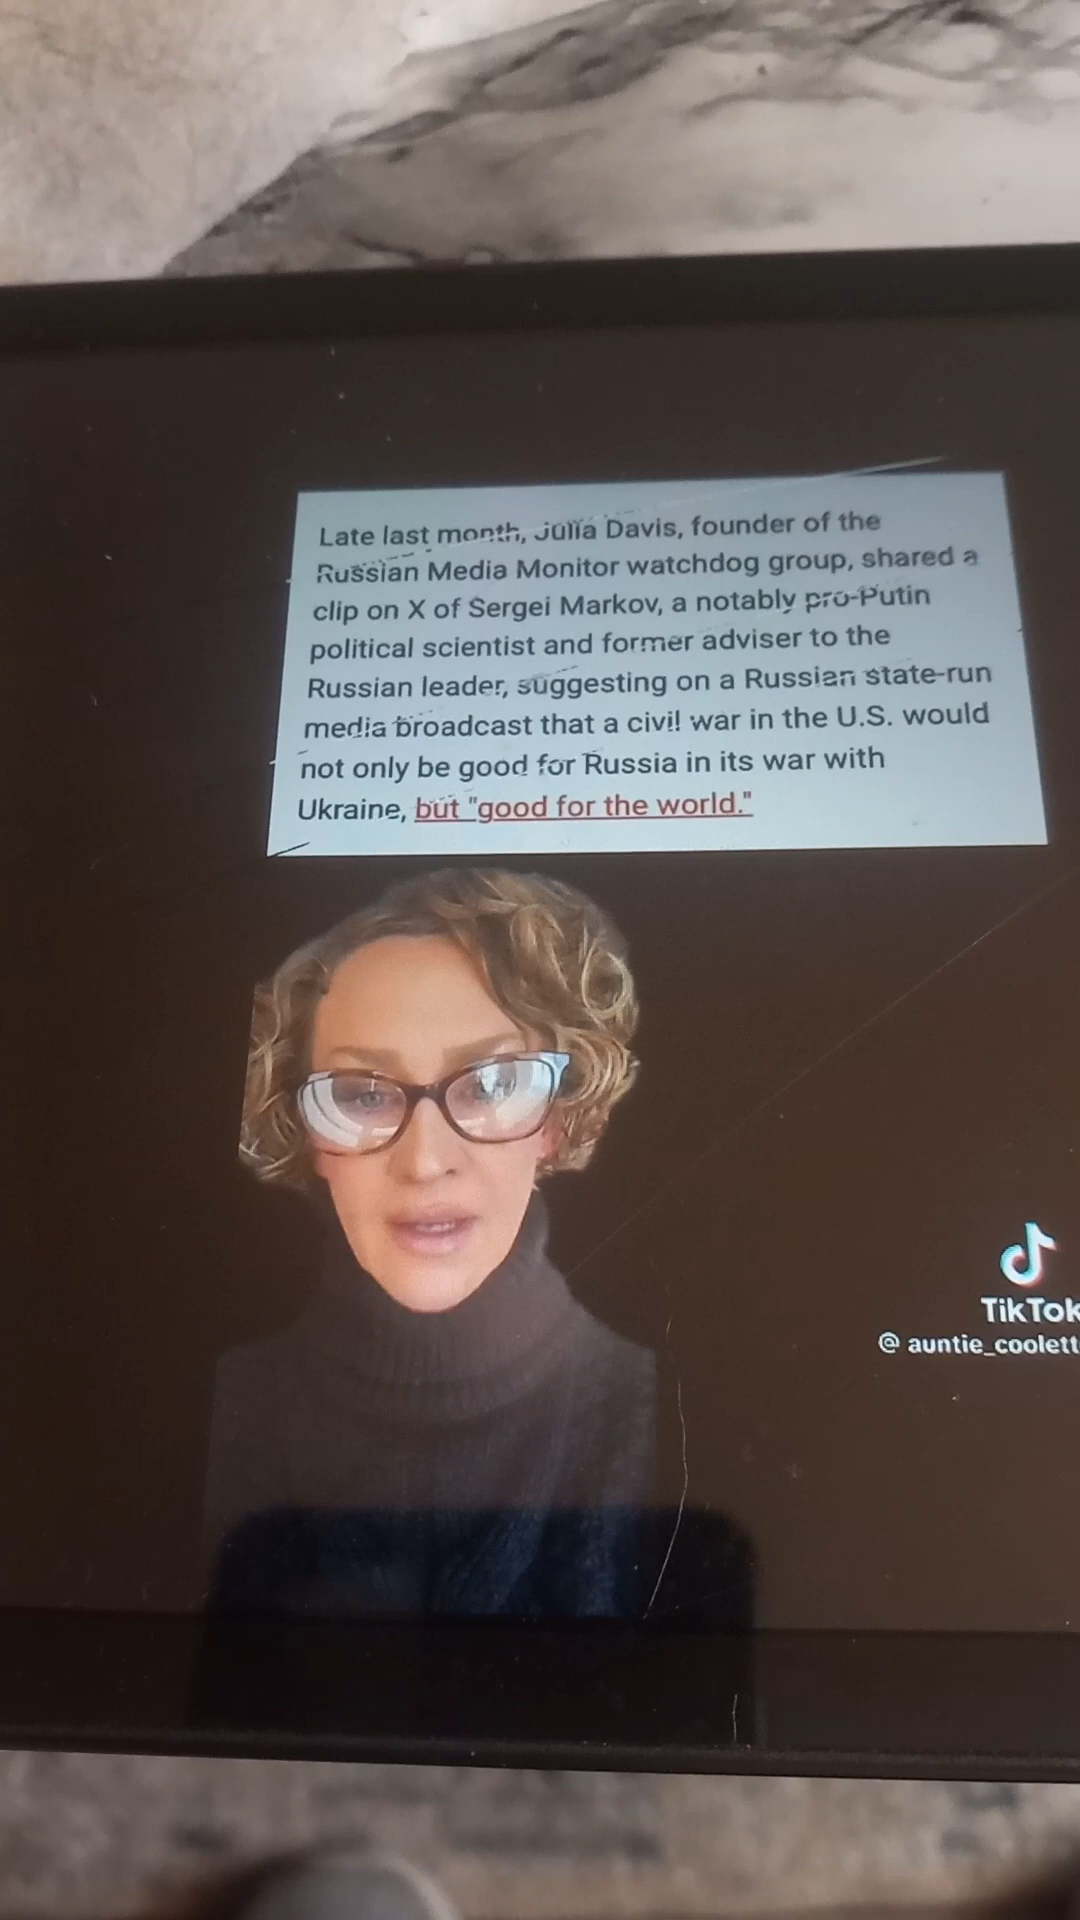 Late last month, Julia Davis, founder of the
Russian Media Monitor watchdog group, shared a
clip on X of Sergei Markov, a notably pro-Putin
political scientist and former adviser to the
Russian leader, suggesting on a Russian state-run
media broadcast that a civil war in the U.S. would
not only be good for Russia in its war with
Ukraine, but "good for the world."
TikTok
@ auntie_coolett